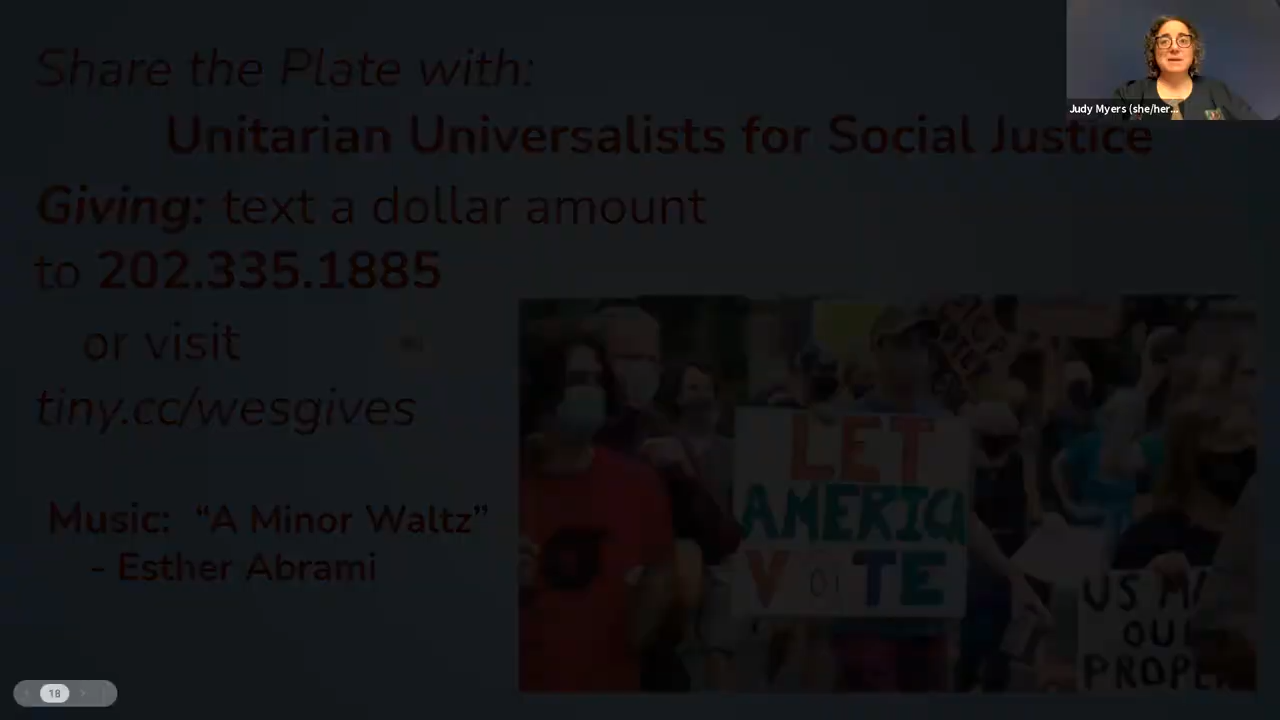 Share the Plate with:
Unitarian Universalists for Social Justice
Giving: text a dollar amount
to 202.335.1885
or visit
tiny.cc/wesgives
Music: “A Minor Waltz”
- Esther Abrami
Judy Myers (she/her...
LET
AMERICA
VOTE
US
OU
PROPE
18